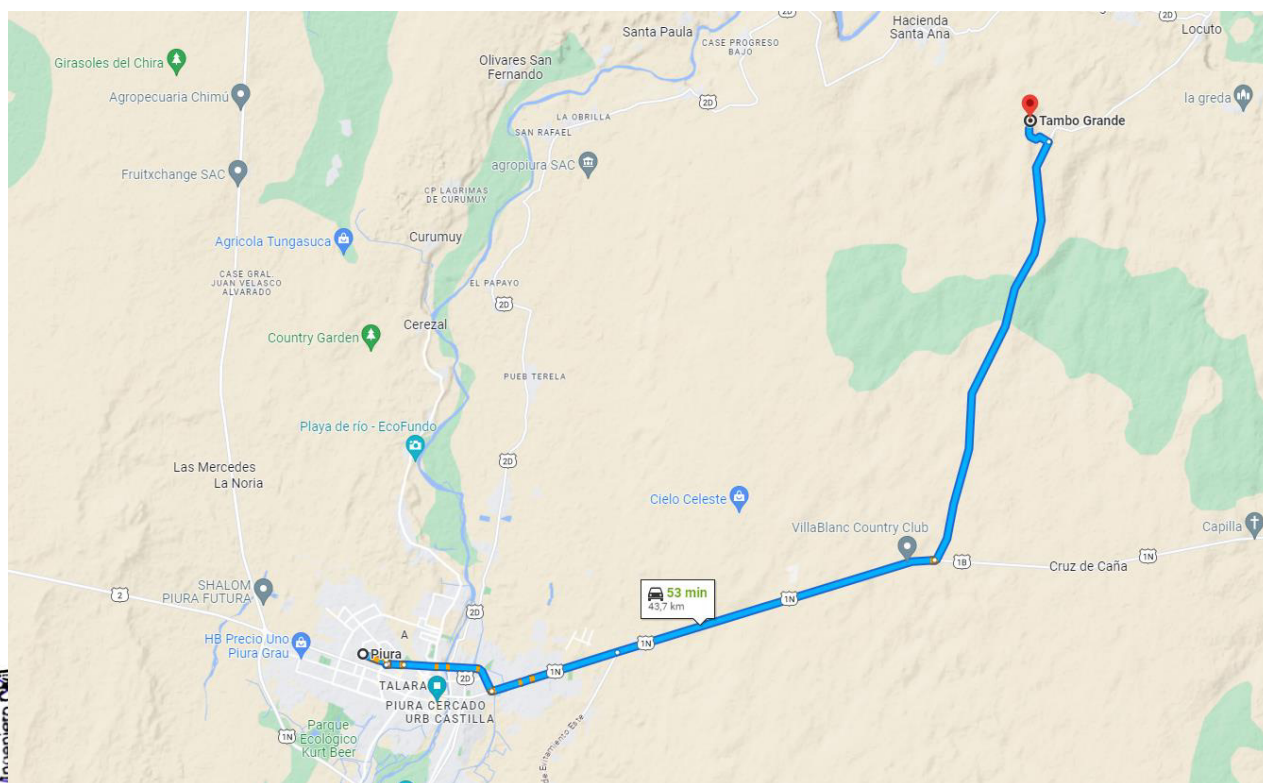 Hacienda
Santa Ana
2D
Locuto
Santa Paula
CASE PROGRESO
BAJO
Girasoles del Chira
Olivares San
Fernando
Agropecuaria Chimú
2D
la greda
Tambo Grande
LA OBRILLA
SAN RAFAEL
agropiura SAC
Fruitxchange SAC
CP LAGRIMAS
DE CURUMUY
Agricola Tungasuca
Curumuy
CASE GRAL.
JUAN VELASCO
ALVARADO
EL PAPAYO
2D
Cerezal
Country Garden
PUEB TERELA
Playa de río - EcoFundo
Las Mercedes
La Noria
2D
Cielo Celeste
VillaBlanc Country Club
Capilla
1B
1N
Cruz de Caña
SHALOM
PIURA FUTURA
2
53 min
43,7 km
1N
2D
A
HB Precio Uno
Piura Grau
Piura
1N
2D
1N
TALARA
PIURA CERCADO
URB CASTILLA
Parque
Ecológico
Kurt Beer
1N
de Evitamiento Este
Ingeniero